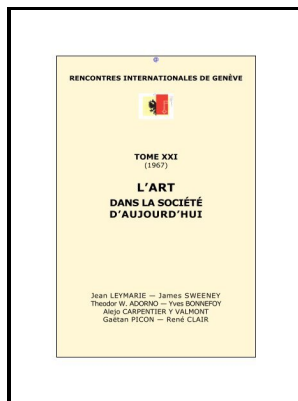 @
RENCONTRES INTERNATIONALES DE GENÈVE
TOME XXI
(1967)
L’ART
DANS LA SOCIÉTÉ
D’AUJOURD’HUI
Jean LEYMARIE — James SWEENEY
Theodor W. ADORNO — Yves BONNEFOY
Alejo CARPENTIER Y VALMONT
Gaëtan PICON — René CLAIR